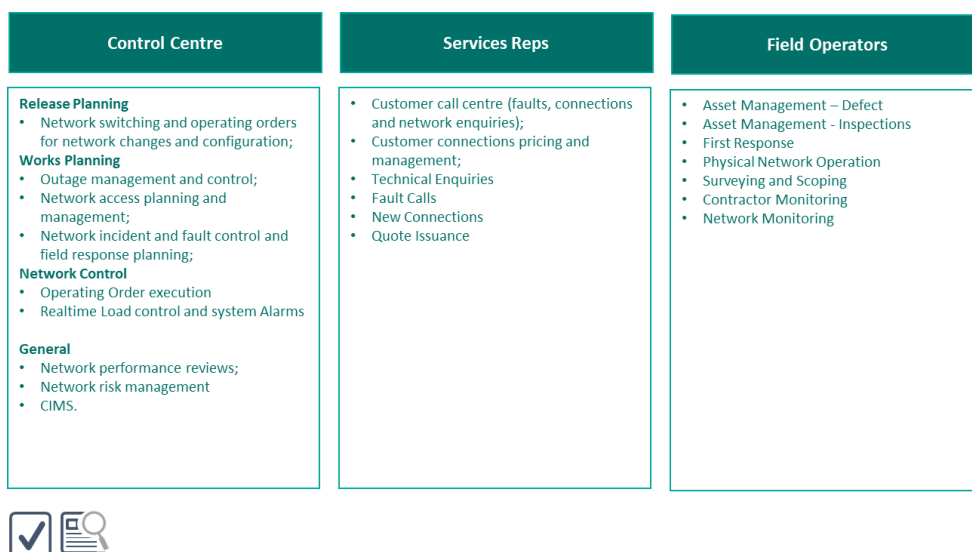 Control Centre
Release Planning
• Network switching and operating orders
for network changes and configuration;
Works Planning
• Outage management and control;
• Network access planning and
management;
• Network incident and fault control and
field response planning;
Network Control
• Operating Order execution
• Realtime Load control and system Alarms
General
• Network performance reviews;
• Network risk management
• CIMS.
Services Reps
• Customer call centre (faults, connections
and network enquiries);
• Customer connections pricing and
management;
• Technical Enquiries
• Fault Calls
• New Connections
• Quote Issuance
Field Operators
• Asset Management – Defect
• Asset Management - Inspections
• First Response
• Physical Network Operation
• Surveying and Scoping
• Contractor Monitoring
• Network Monitoring